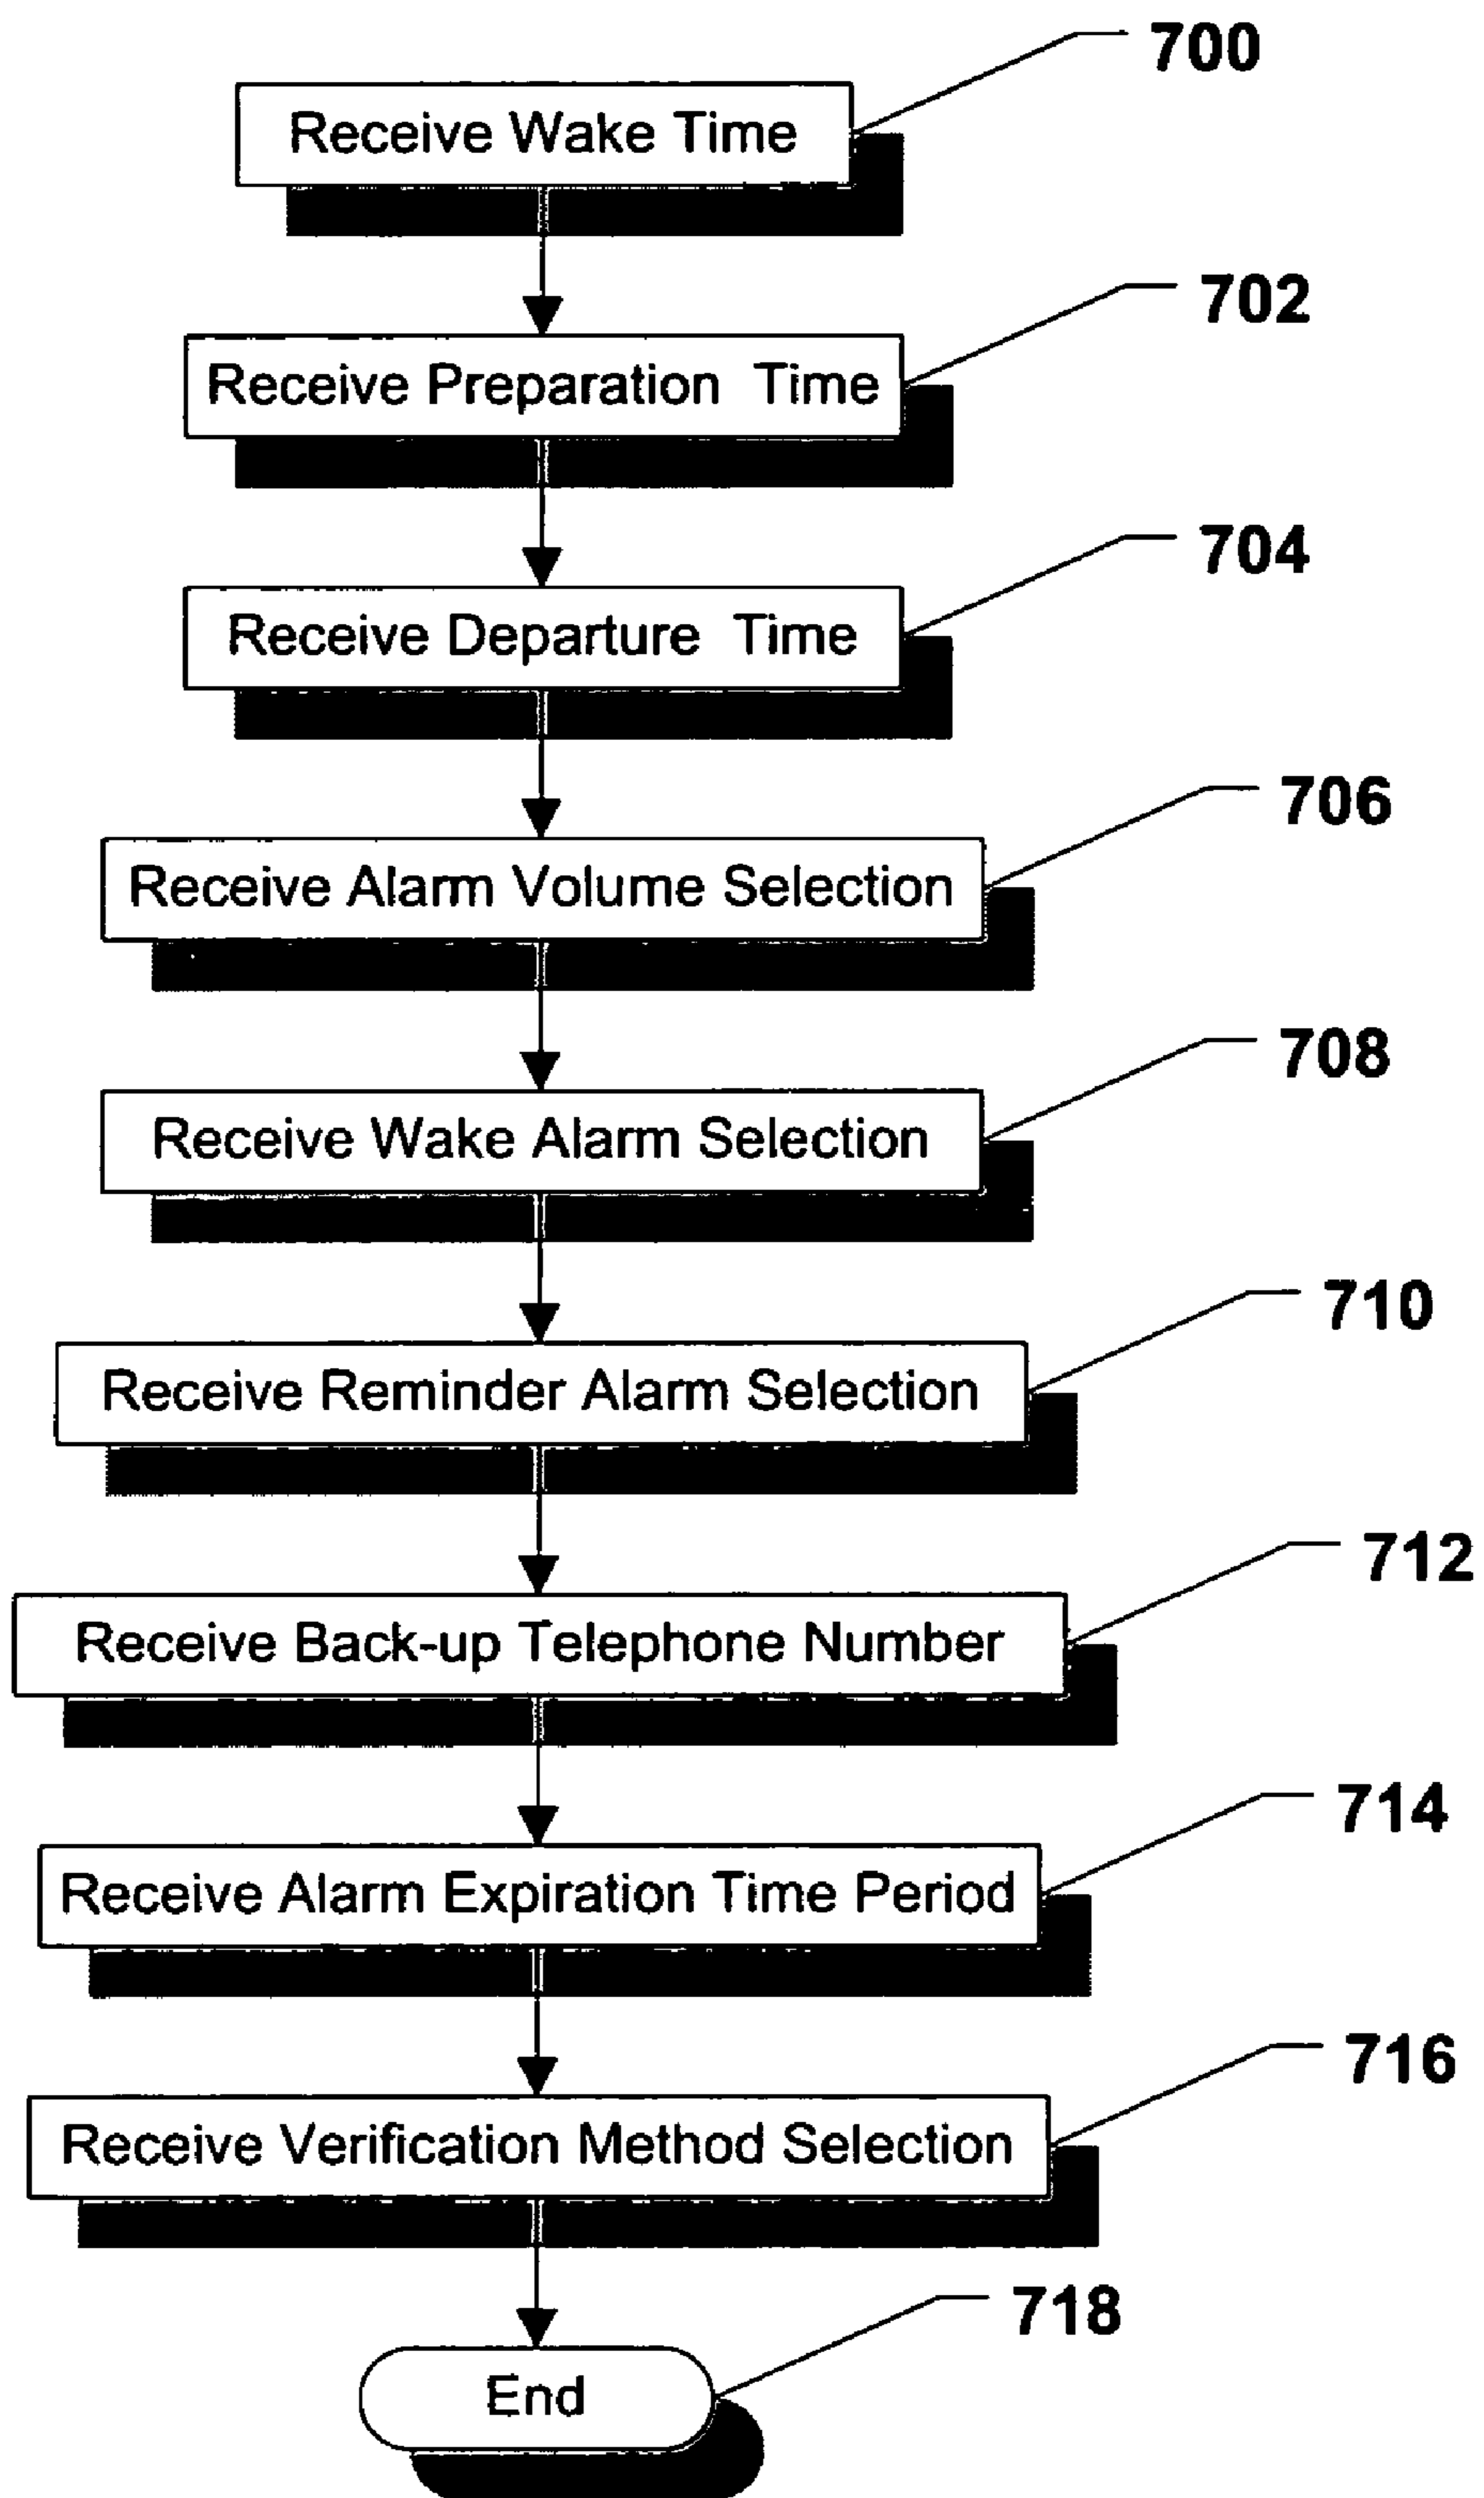 700
Receive Wake Time
702
Receive Preparation Time
704
Receive Departure Time
706
Receive Alarm Volume Selection
708
Receive Wake Alarm Selection
710
Receive Reminder Alarm Selection
712
Receive Back-up Telephone Number
714
Receive Alarm Expiration Time Period
716
Receive Verification Method Selection
718
End